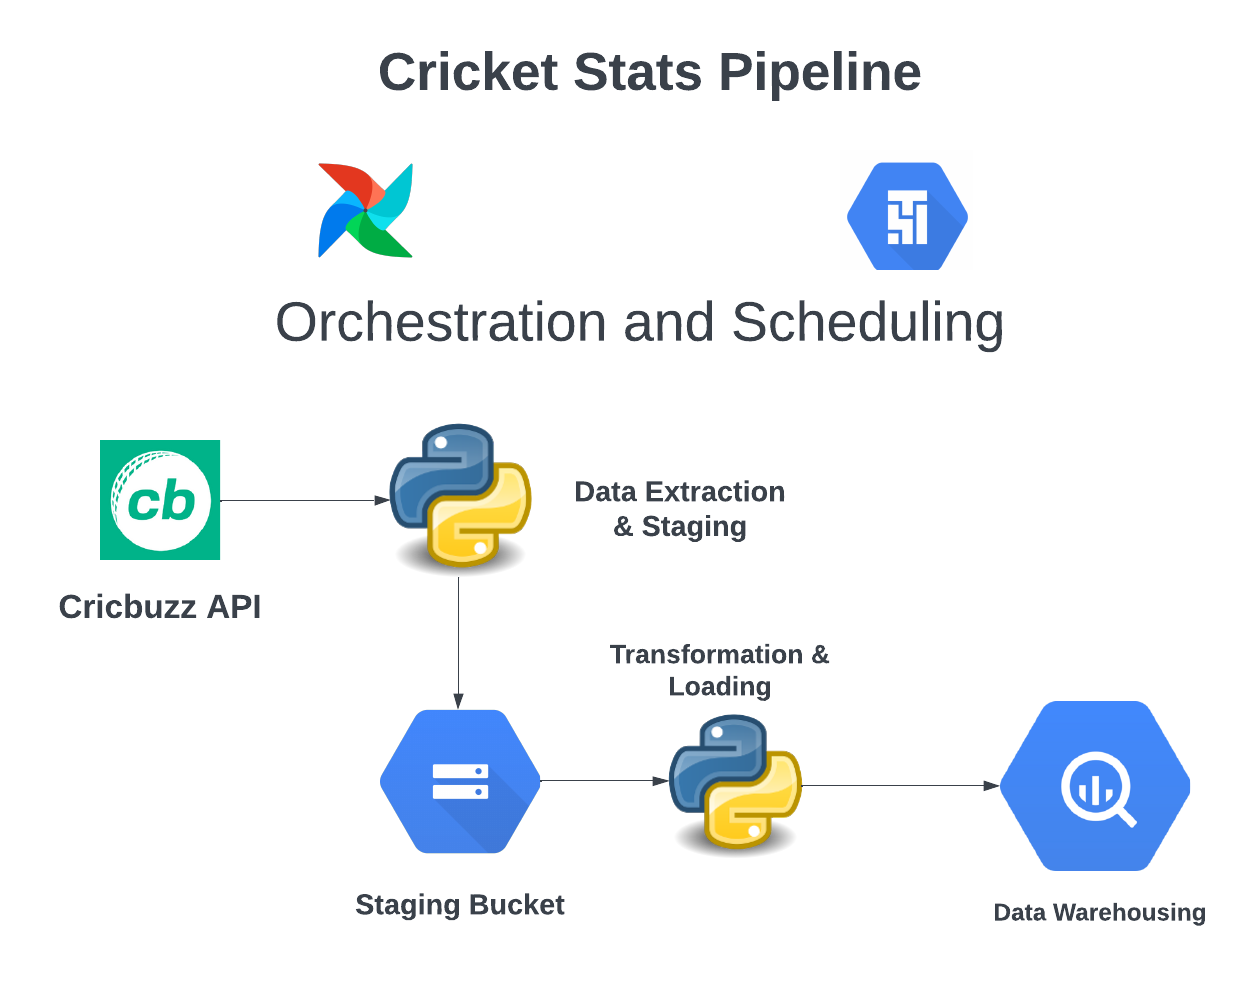 Cricket Stats Pipeline
Orchestration and Scheduling
cb
Cricbuzz API
Data Extraction
& Staging
Transformation &
Loading
Staging Bucket
Data Warehousing